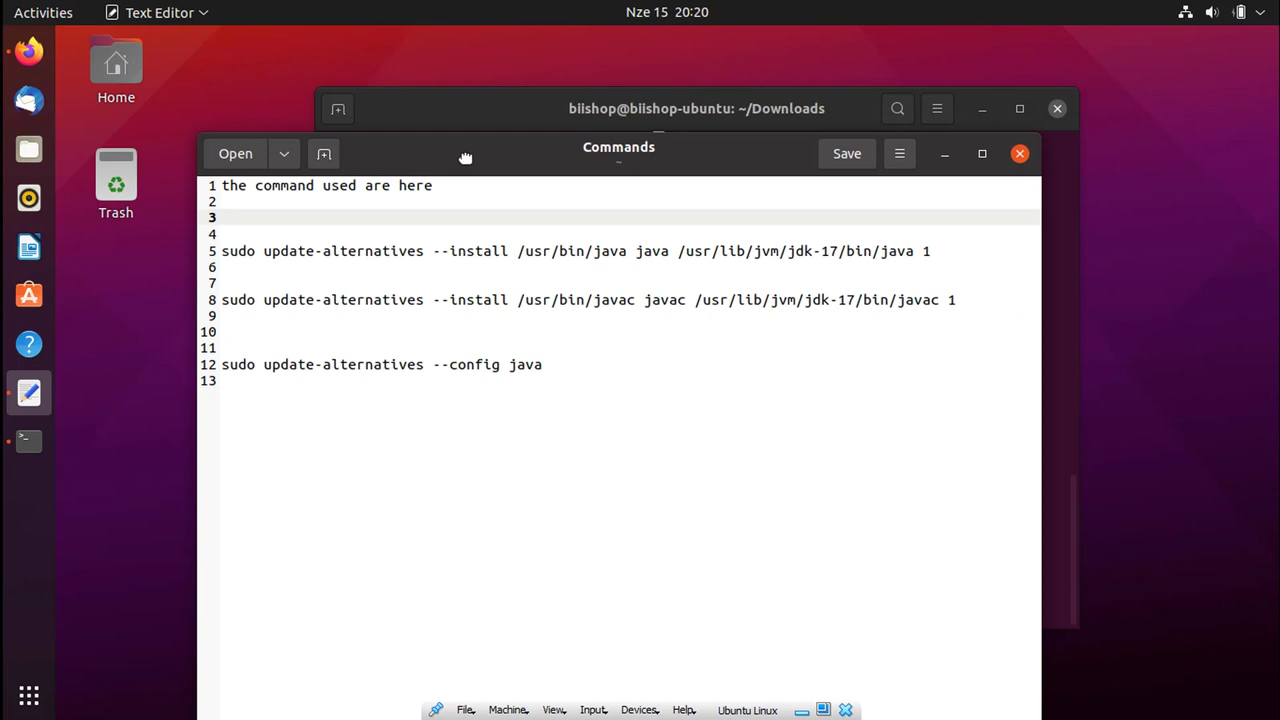 Activities
Text Editor
Nze 15 20:20
Home
Trash
biishop@biishop-ubuntu: ~/Downloads
Open
Commands
~
Save
1 the command used are here
2
3
4
5 sudo update-alternatives --install /usr/bin/java java /usr/lib/jvm/jdk-17/bin/java 1
6
7
8 sudo update-alternatives --install /usr/bin/javac javac /usr/lib/jvm/jdk-17/bin/javac 1
9
10
11
12 sudo update-alternatives --config java
13
File Machine View Input Devices Help Ubuntu Linux